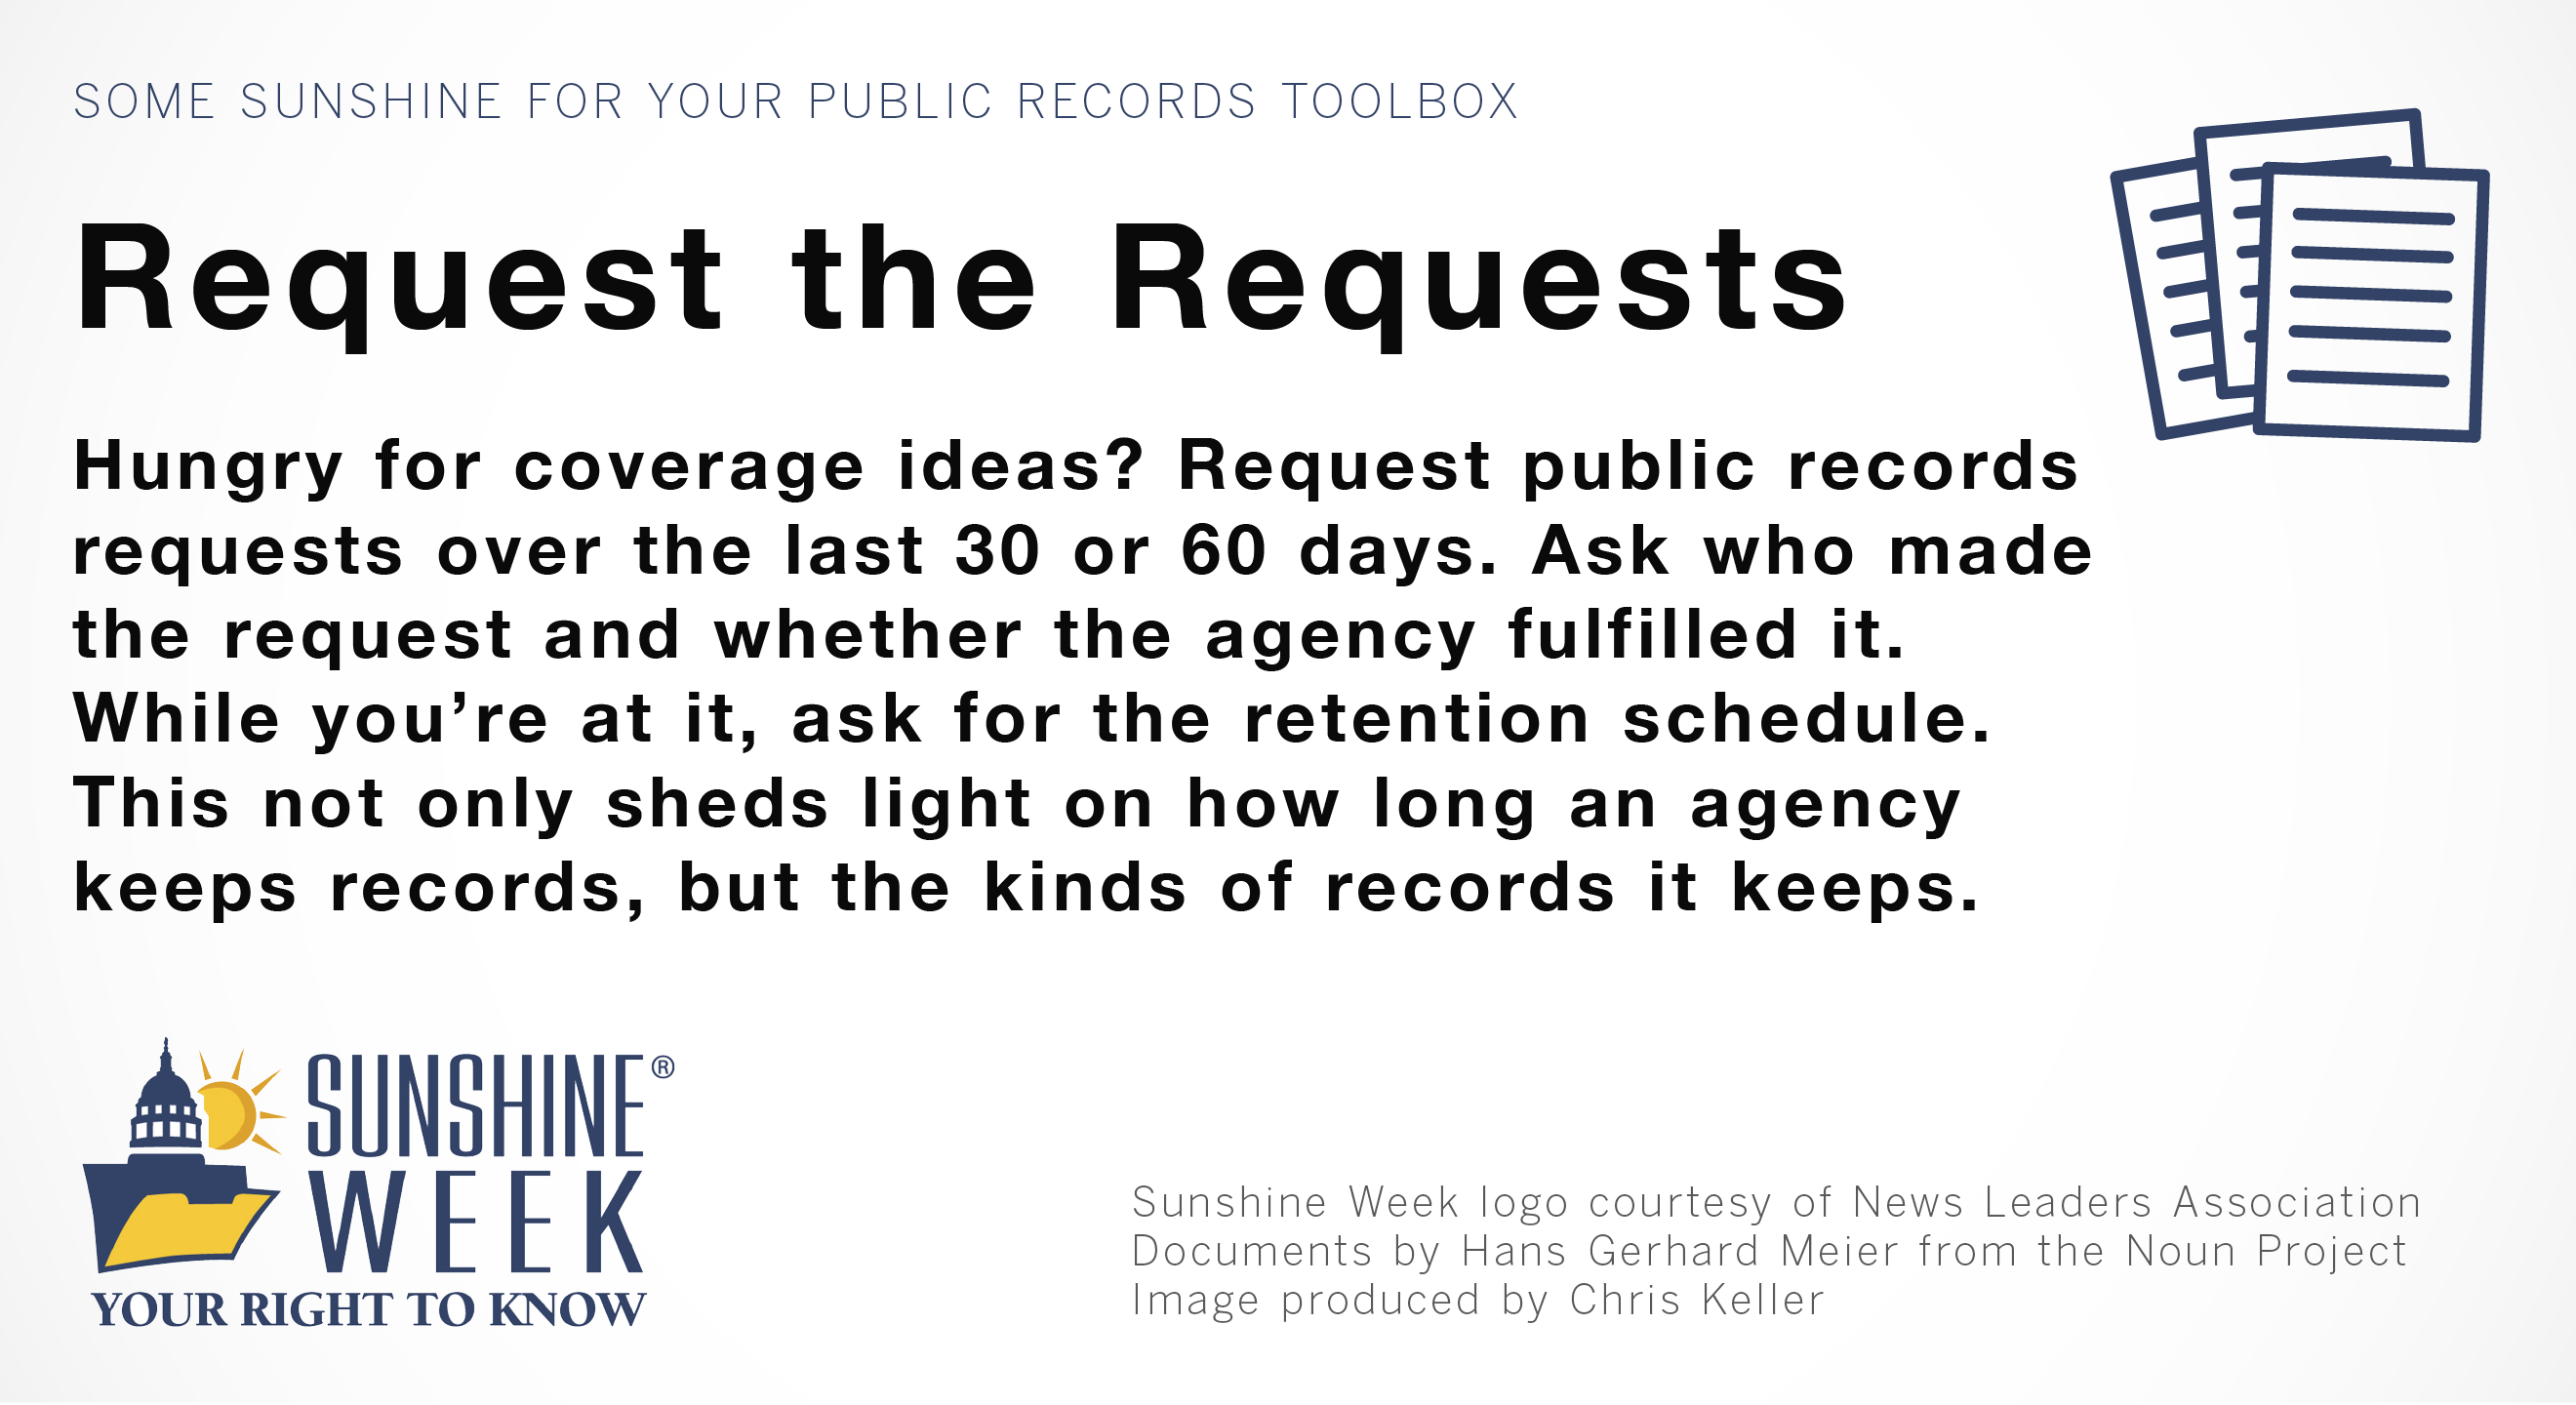 SOME SUNSHINE FOR YOUR PUBLIC RECORDS TOOLBOX
Request the Requests
Hungry for coverage ideas? Request public records
requests over the last 30 or 60 days. Ask who made
the request and whether the agency fulfilled it.
While you’re at it, ask for the retention schedule.
This not only sheds light on how long an agency
keeps records, but the kinds of records it keeps.
SUNSHINE®
WEEK
YOUR RIGHT TO KNOW
Sunshine Week logo courtesy of News Leaders Association
Documents by Hans Gerhard Meier from the Noun Project
Image produced by Chris Keller